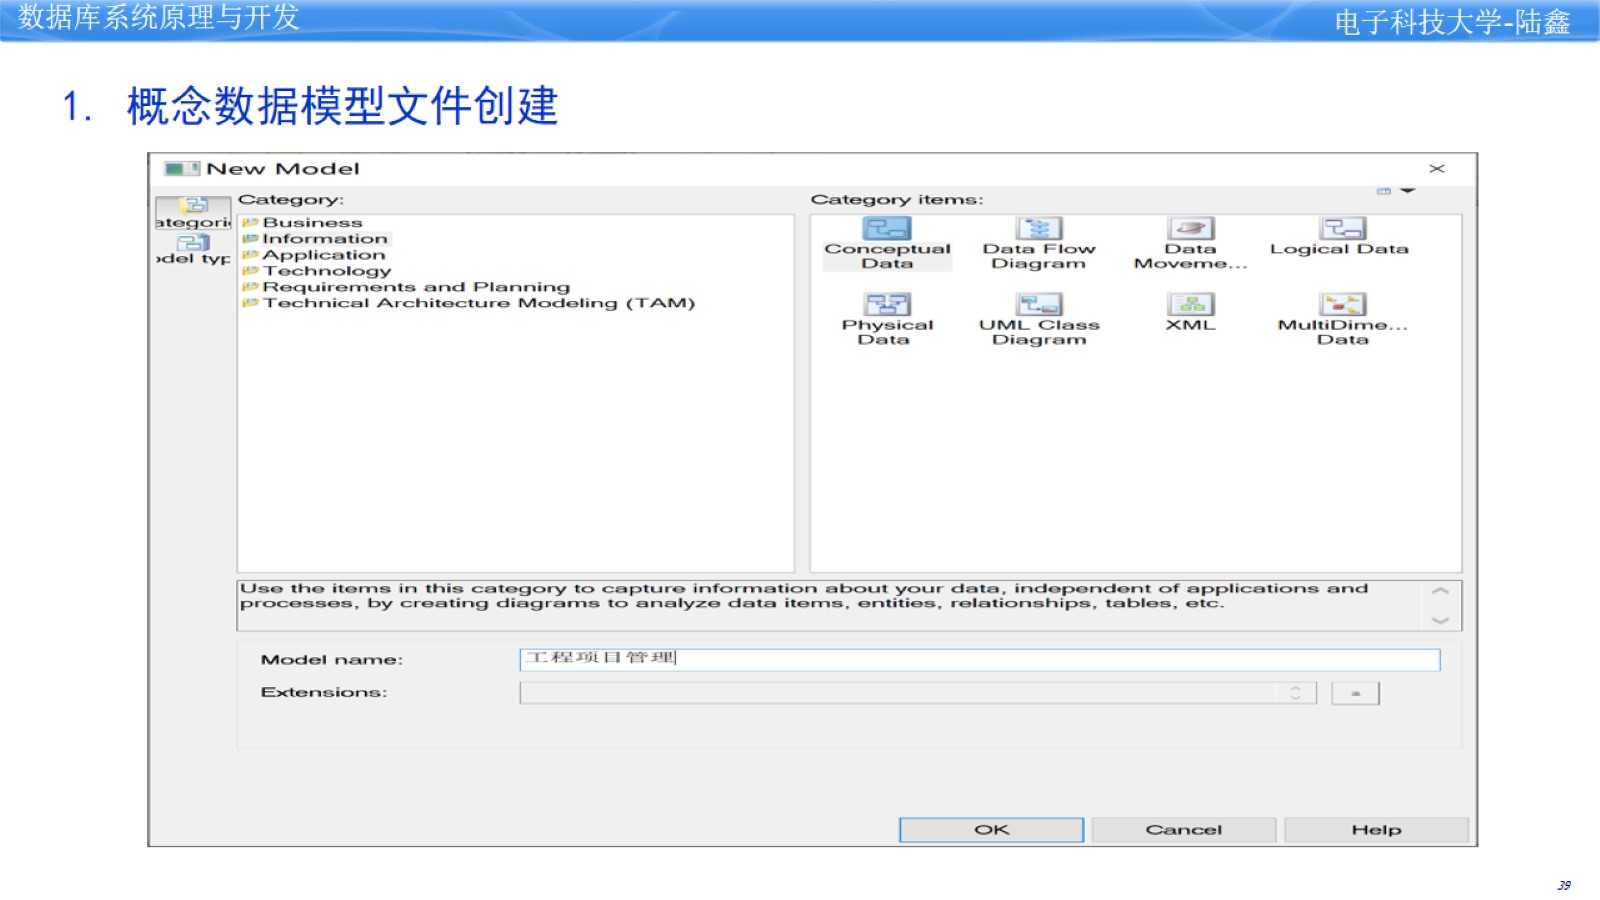 数据库系统原理与开发
电子科技大学-陆鑫
1. 概念数据模型文件创建
New Model
Category:
Category items:
ategori
odel typ
Business
Information
Application
Technology
Requirements and Planning
Technical Architecture Modeling (TAM)
Conceptual
Data
Data Flow
Diagram
Data
Moveme...
Logical Data
Physical
Data
UML Class
Diagram
XML
MultiDime...
Data
Use the items in this category to capture information about your data, independent of applications and
processes, by creating diagrams to analyze data items, entities, relationships, tables, etc.
Model name:
工程项目管理
Extensions:
OK
Cancel
Help
39